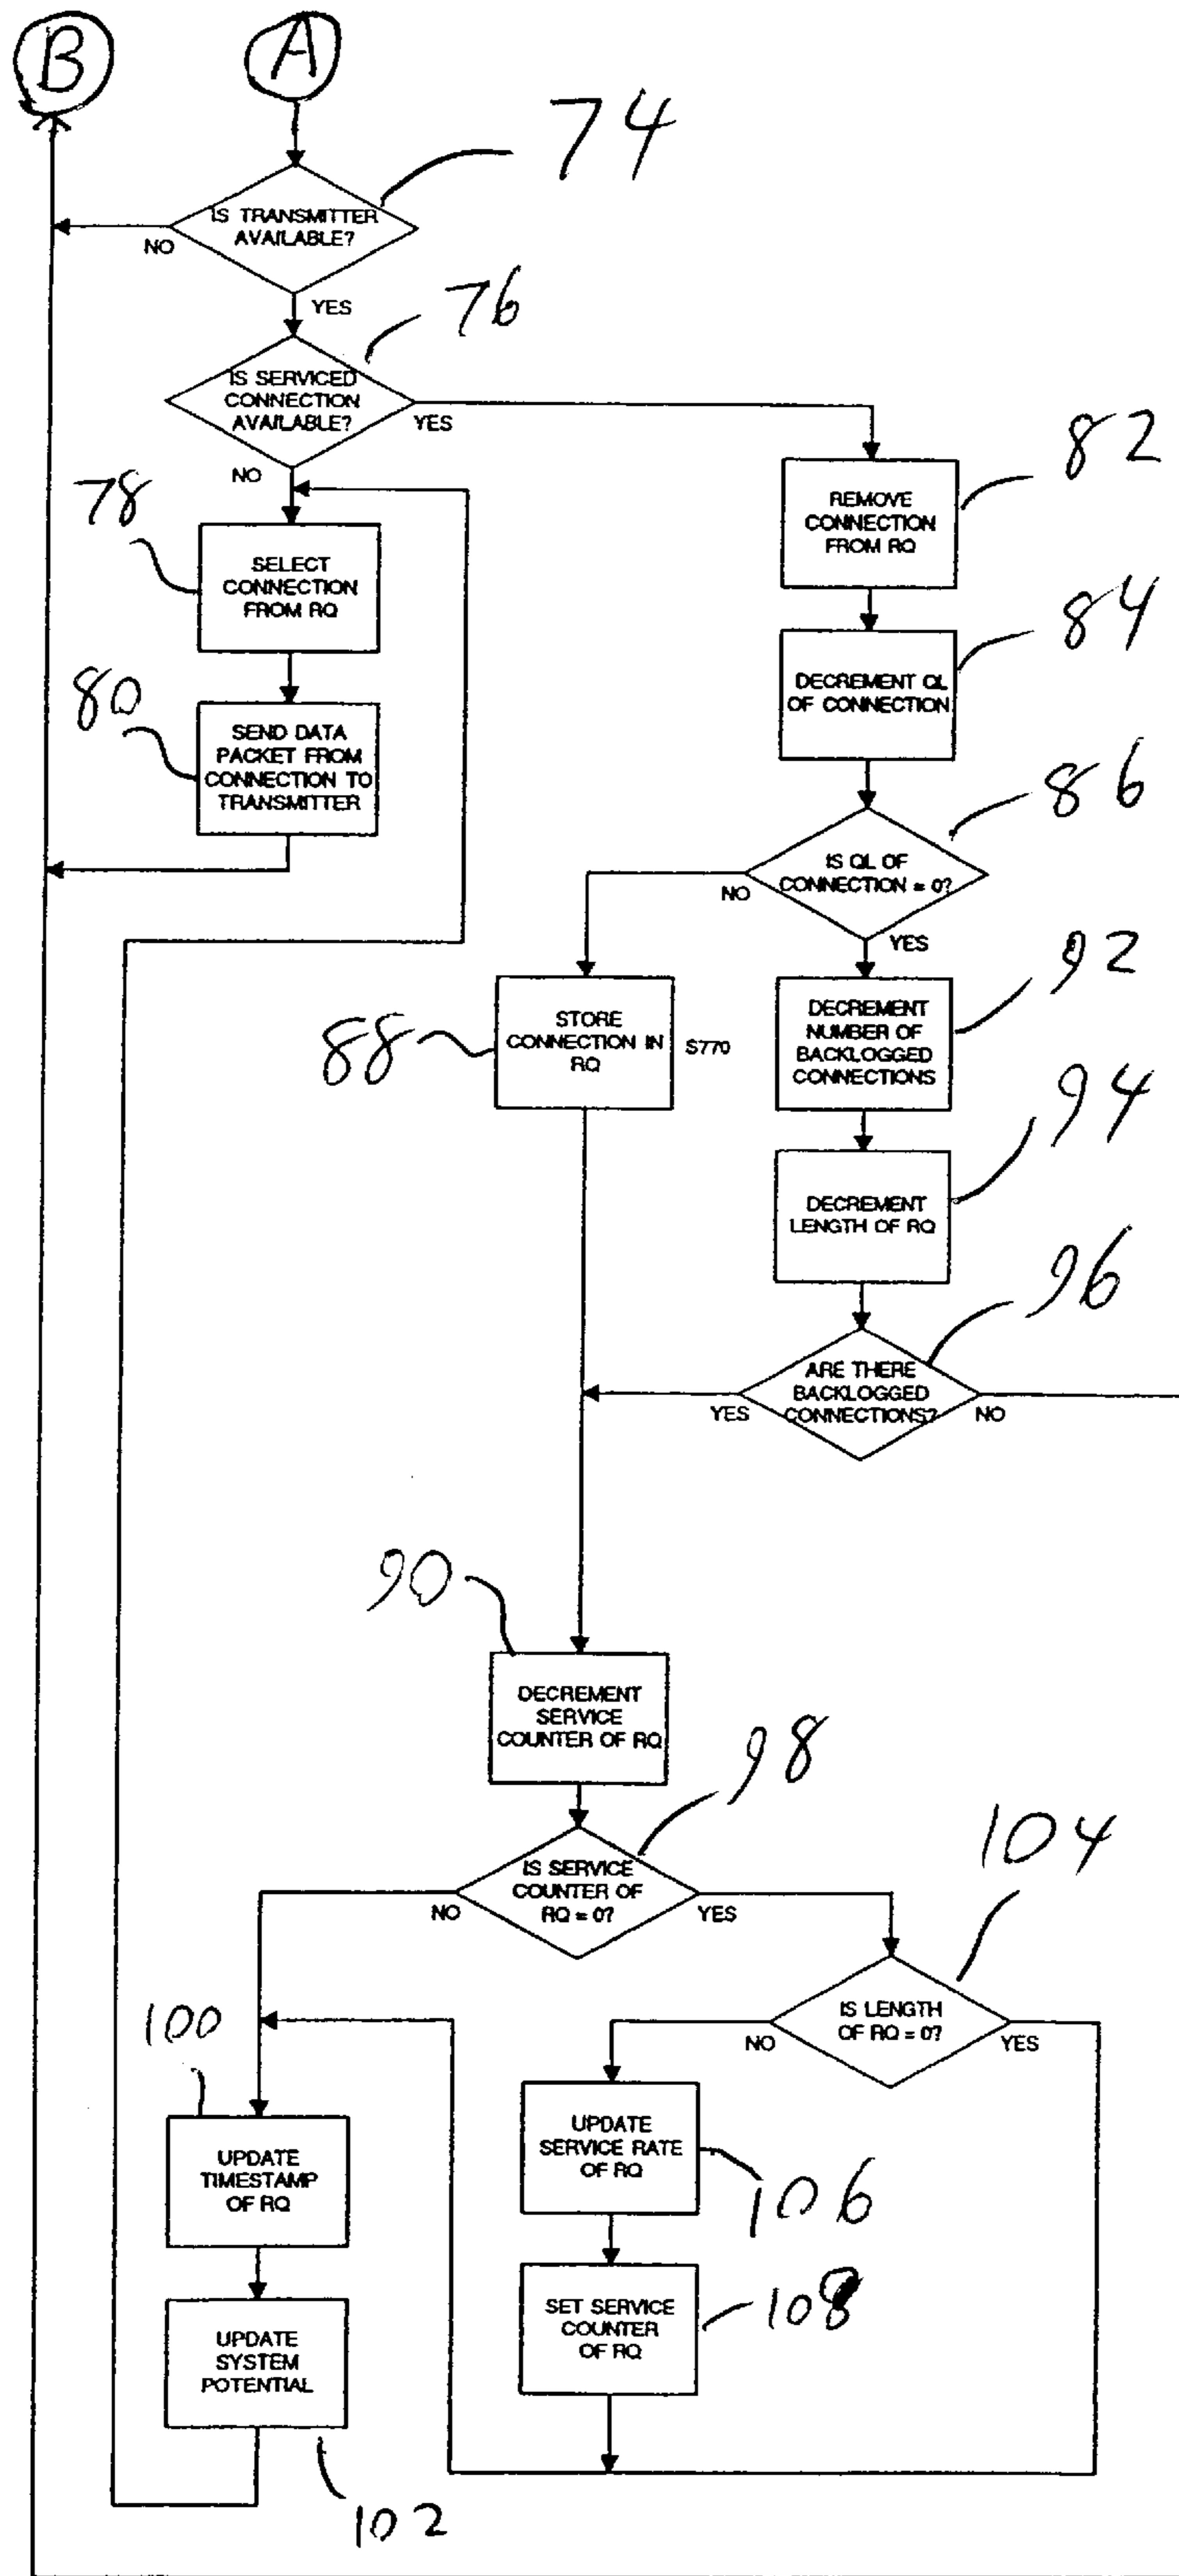 B
A
74
IS TRANSMITTER
AVAILABLE?
NO
YES
76
IS SERVICED
CONNECTION
AVAILABLE?
YES
NO
82
REMOVE
CONNECTION
FROM RQ
78
SELECT
CONNECTION
FROM RQ
84
DECREMENT QL
OF CONNECTION
80
SEND DATA
PACKET FROM
CONNECTION TO
TRANSMITTER
86
IS QL OF
CONNECTION = 0?
NO
YES
92
DECREMENT
NUMBER OF
BACKLOGGED
CONNECTIONS
88
STORE
CONNECTION IN
RQ
S770
94
DECREMENT
LENGTH OF RQ
96
ARE THERE
BACKLOGGED
CONNECTIONS?
YES
NO
90
DECREMENT
SERVICE
COUNTER OF RQ
98
IS SERVICE
COUNTER OF
RQ = 0?
NO
YES
104
IS LENGTH
OF RQ = 0?
NO
YES
100
UPDATE
TIMESTAMP
OF RQ
UPDATE
SERVICE RATE
OF RQ
106
UPDATE
SYSTEM
POTENTIAL
SET SERVICE
COUNTER
OF RQ
108
102